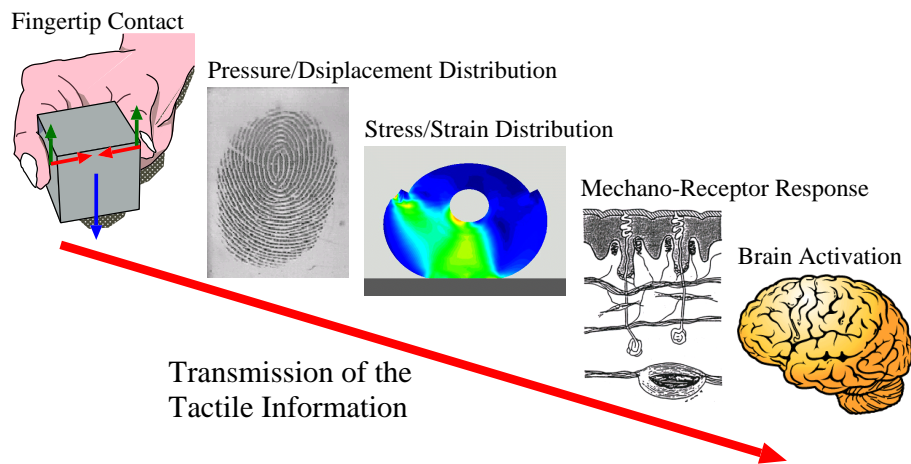 Fingertip Contact
Pressure/Dsiplacement Distribution
Stress/Strain Distribution
Mechano-Receptor Response
Brain Activation
Transmission of the
Tactile Information